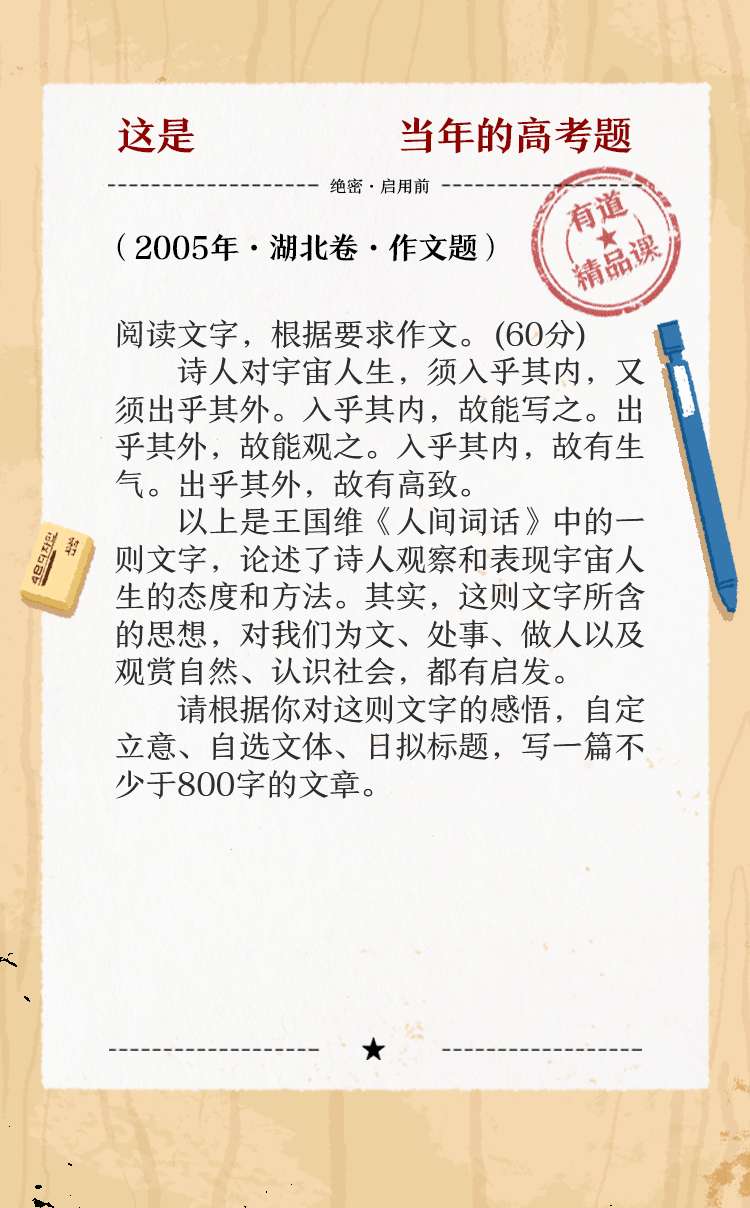 这是 当年的高考题
绝密·启用前
有道
精品课
（2005年·湖北卷·作文题）
阅读文字，根据要求作文。(60分)
诗人对宇宙人生，须入乎其内，又
须出乎其外。入乎其内，故能写之。出
乎其外，故能观之。入乎其内，故有生
气。出乎其外，故有高致。
以上是王国维《人间词话》中的一
则文字，论述了诗人观察和表现宇宙人
生的态度和方法。其实，这则文字所含
的思想，对我们为文、处事、做人以及
观赏自然、认识社会，都有启发。
请根据你对这则文字的感悟，自定
立意、自选文体、日拟标题，写一篇不
少于800字的文章。